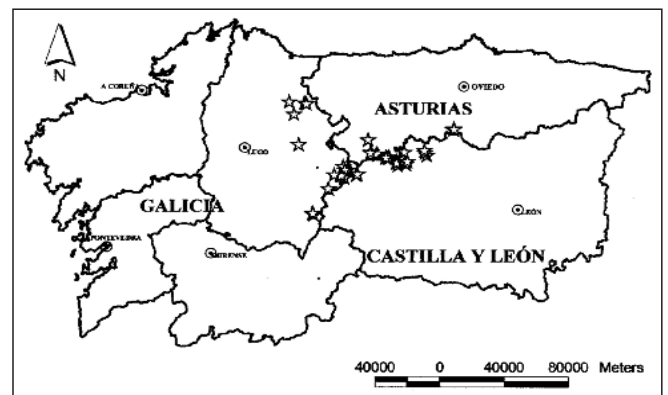 N
A CORUÑA
OVIEDO
ASTURIAS
LUGO
GALICIA
LEÓN
PONTEVEDRA
OURENSE
CASTILLA Y LEÓN
40000 0 40000 80000 Meters